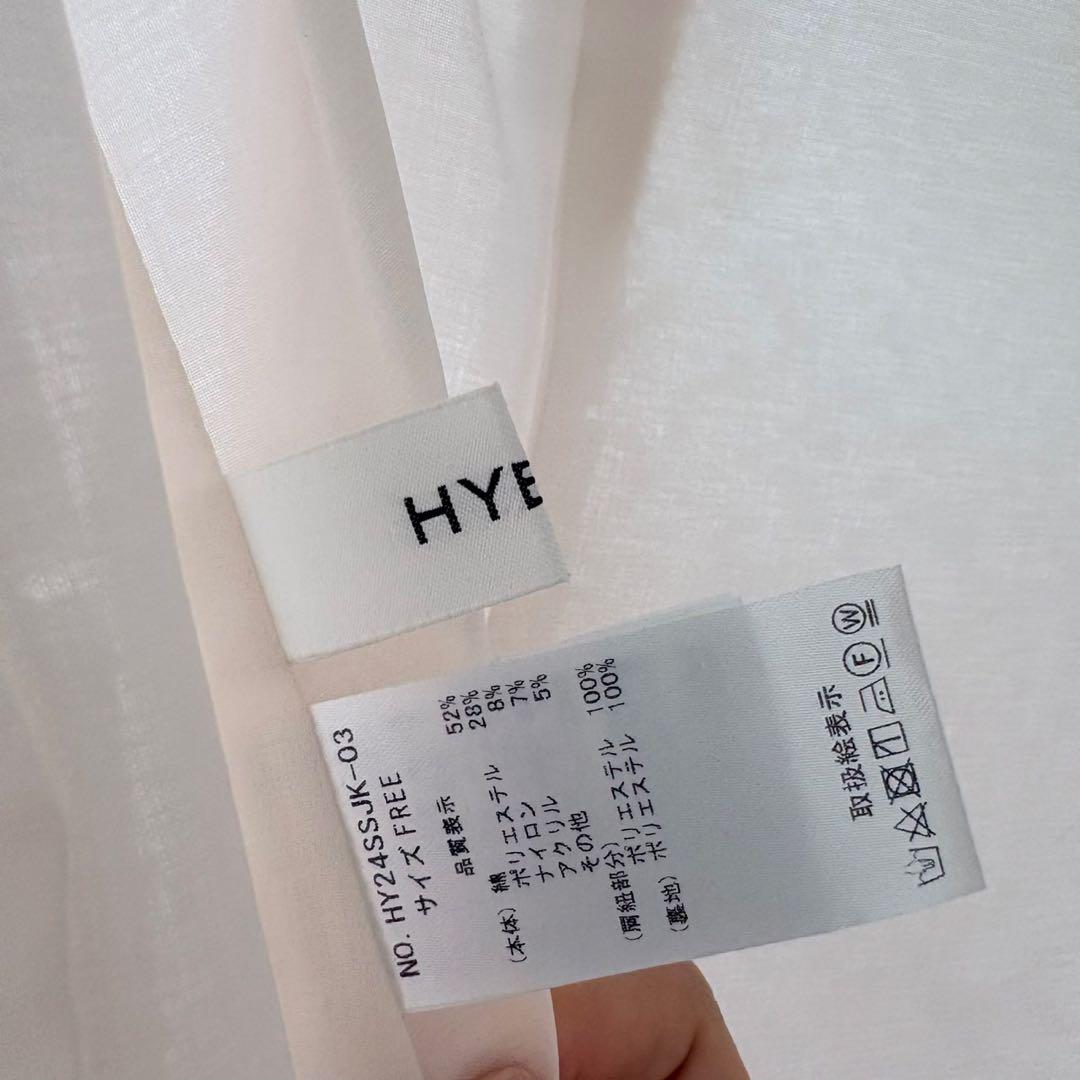 HYE
NO. HY24SSJK-03
サイズ FREE
品質表示
(本体) 綿 52%
ポリエステル 28%
ナイロン 8%
アクリル 7%
その他 5%
(別紐部分) ポリエステル 100%
(裏地) ポリエステル 100%
取扱絵表示
F W